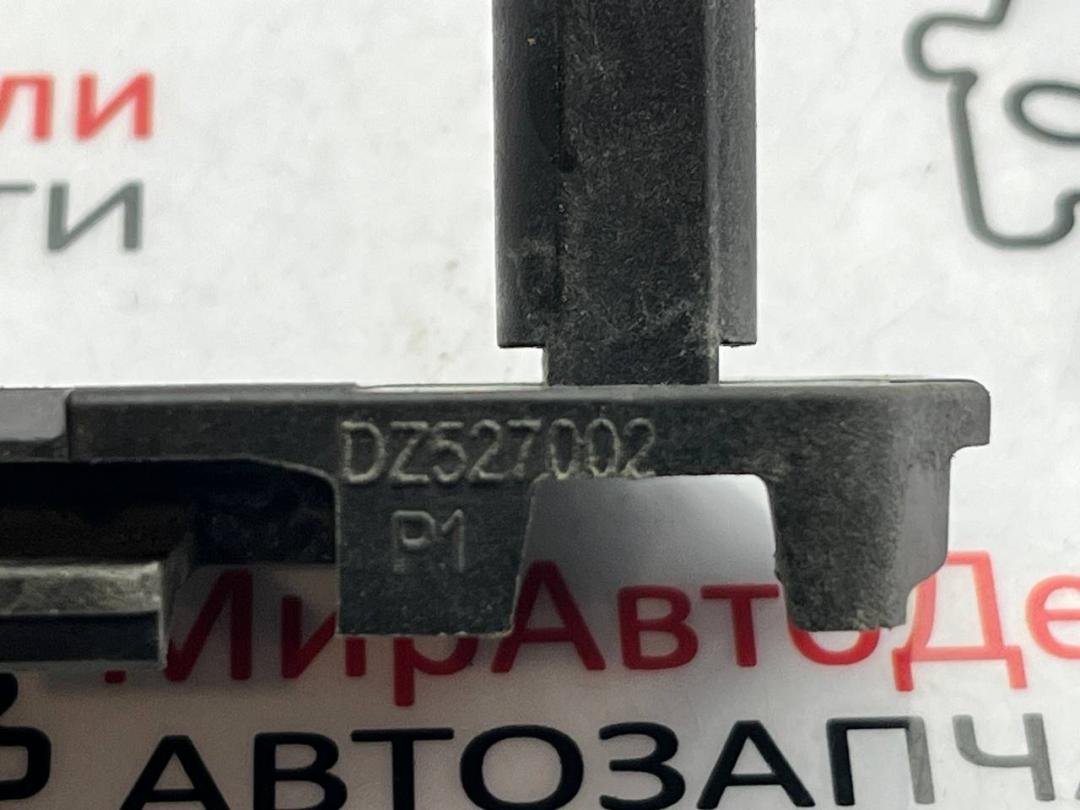 ли
ти
DZ527002
P1
МирАвтоДе
АВТОЗАПЧ